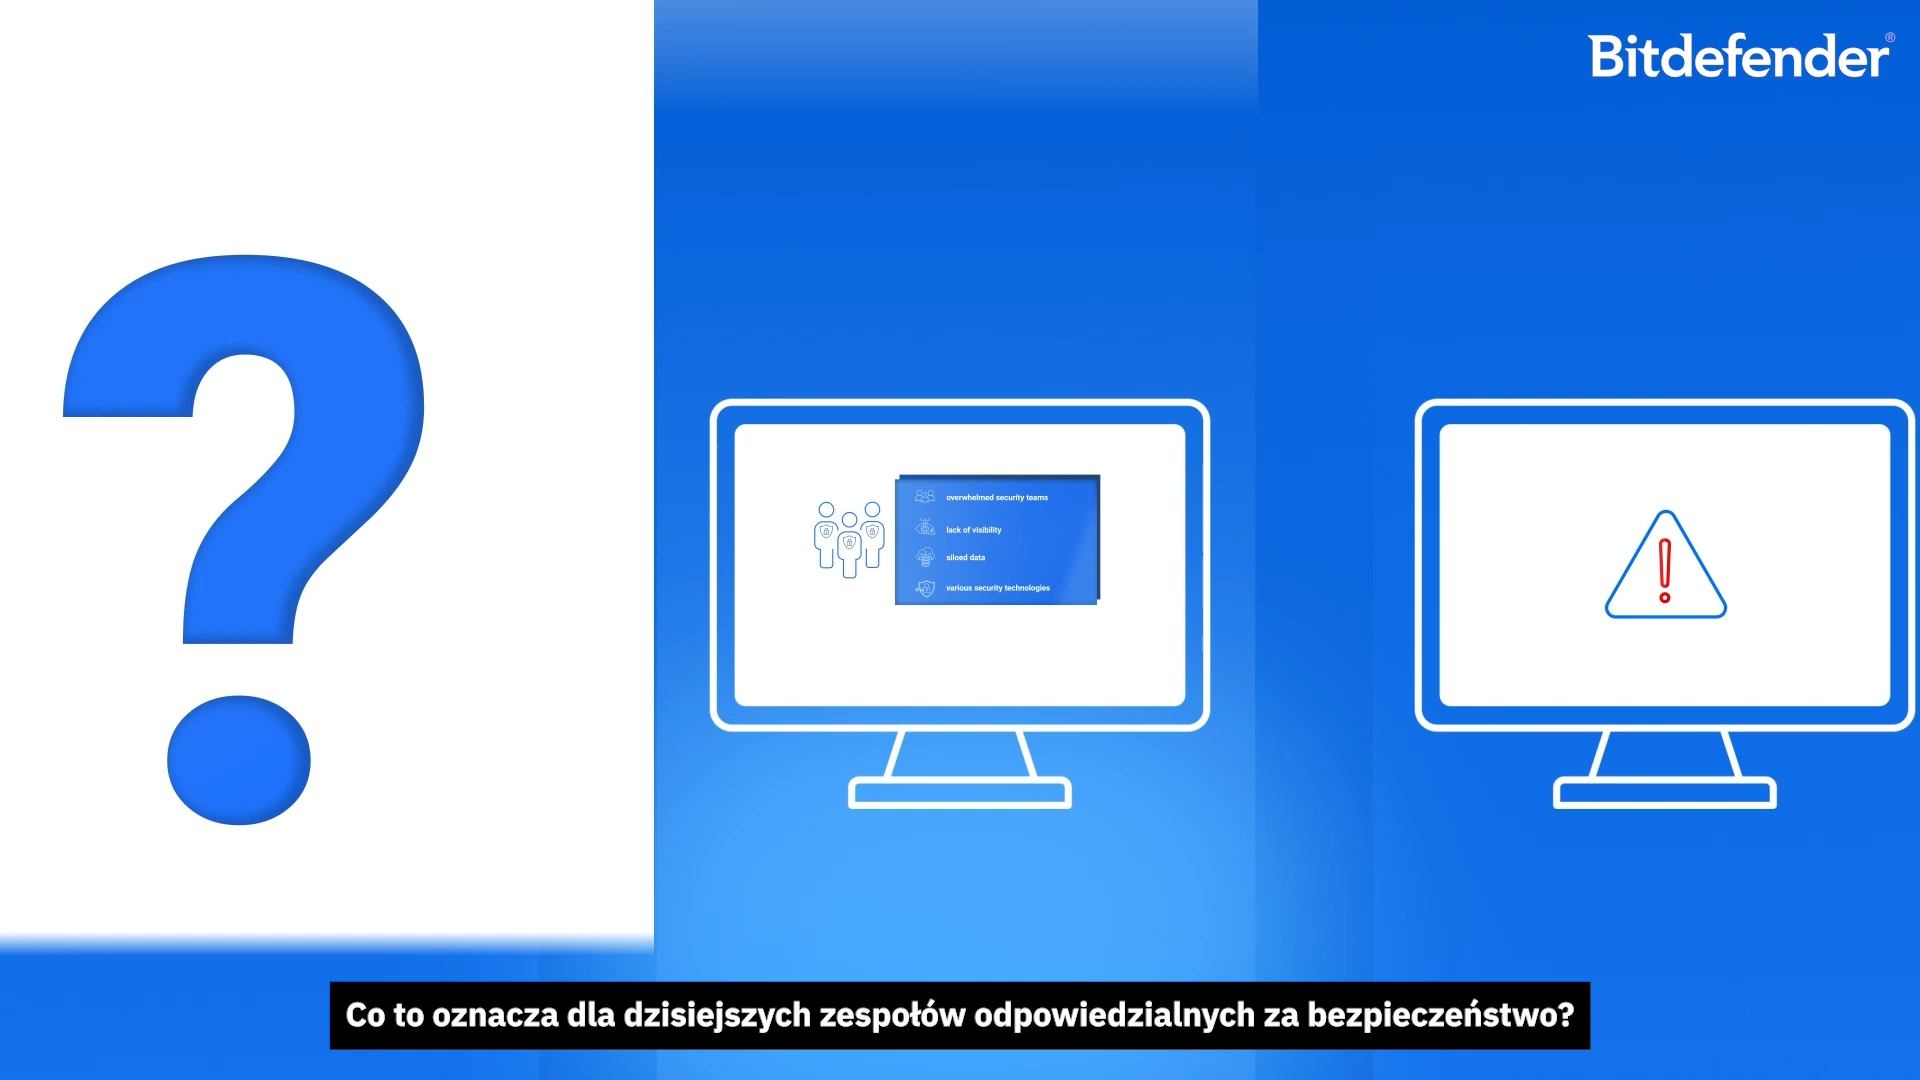 Bitdefender®
overwhelmed security teams
lack of visibility
siloed data
various security technologies
Co to oznacza dla dzisiejszych zespołów odpowiedzialnych za bezpieczeństwo?